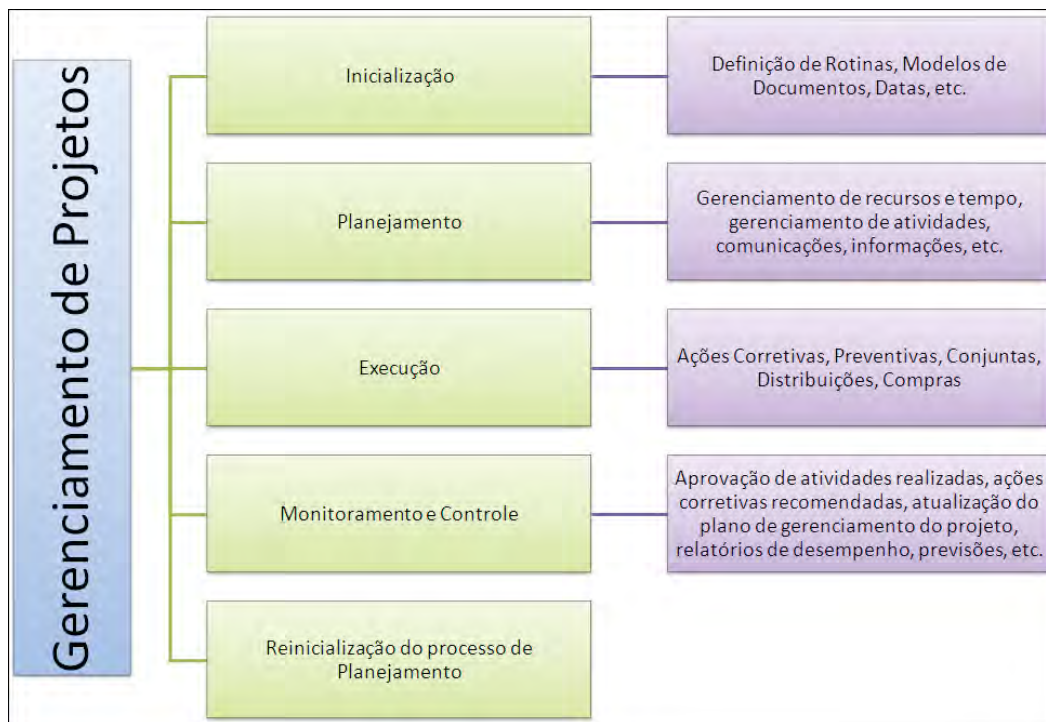 Gerenciamento de Projetos
Inicialização
Definição de Rotinas, Modelos de
Documentos, Datas, etc.
Planejamento
Gerenciamento de recursos e tempo,
gerenciamento de atividades,
comunicações, informações, etc.
Execução
Ações Corretivas, Preventivas, Conjuntas,
Distribuições, Compras
Monitoramento e Controle
Aprovação de atividades realizadas, ações
corretivas recomendadas, atualização do
plano de gerenciamento do projeto,
relatórios de desempenho, previsões, etc.
Reinicialização do processo de
Planejamento